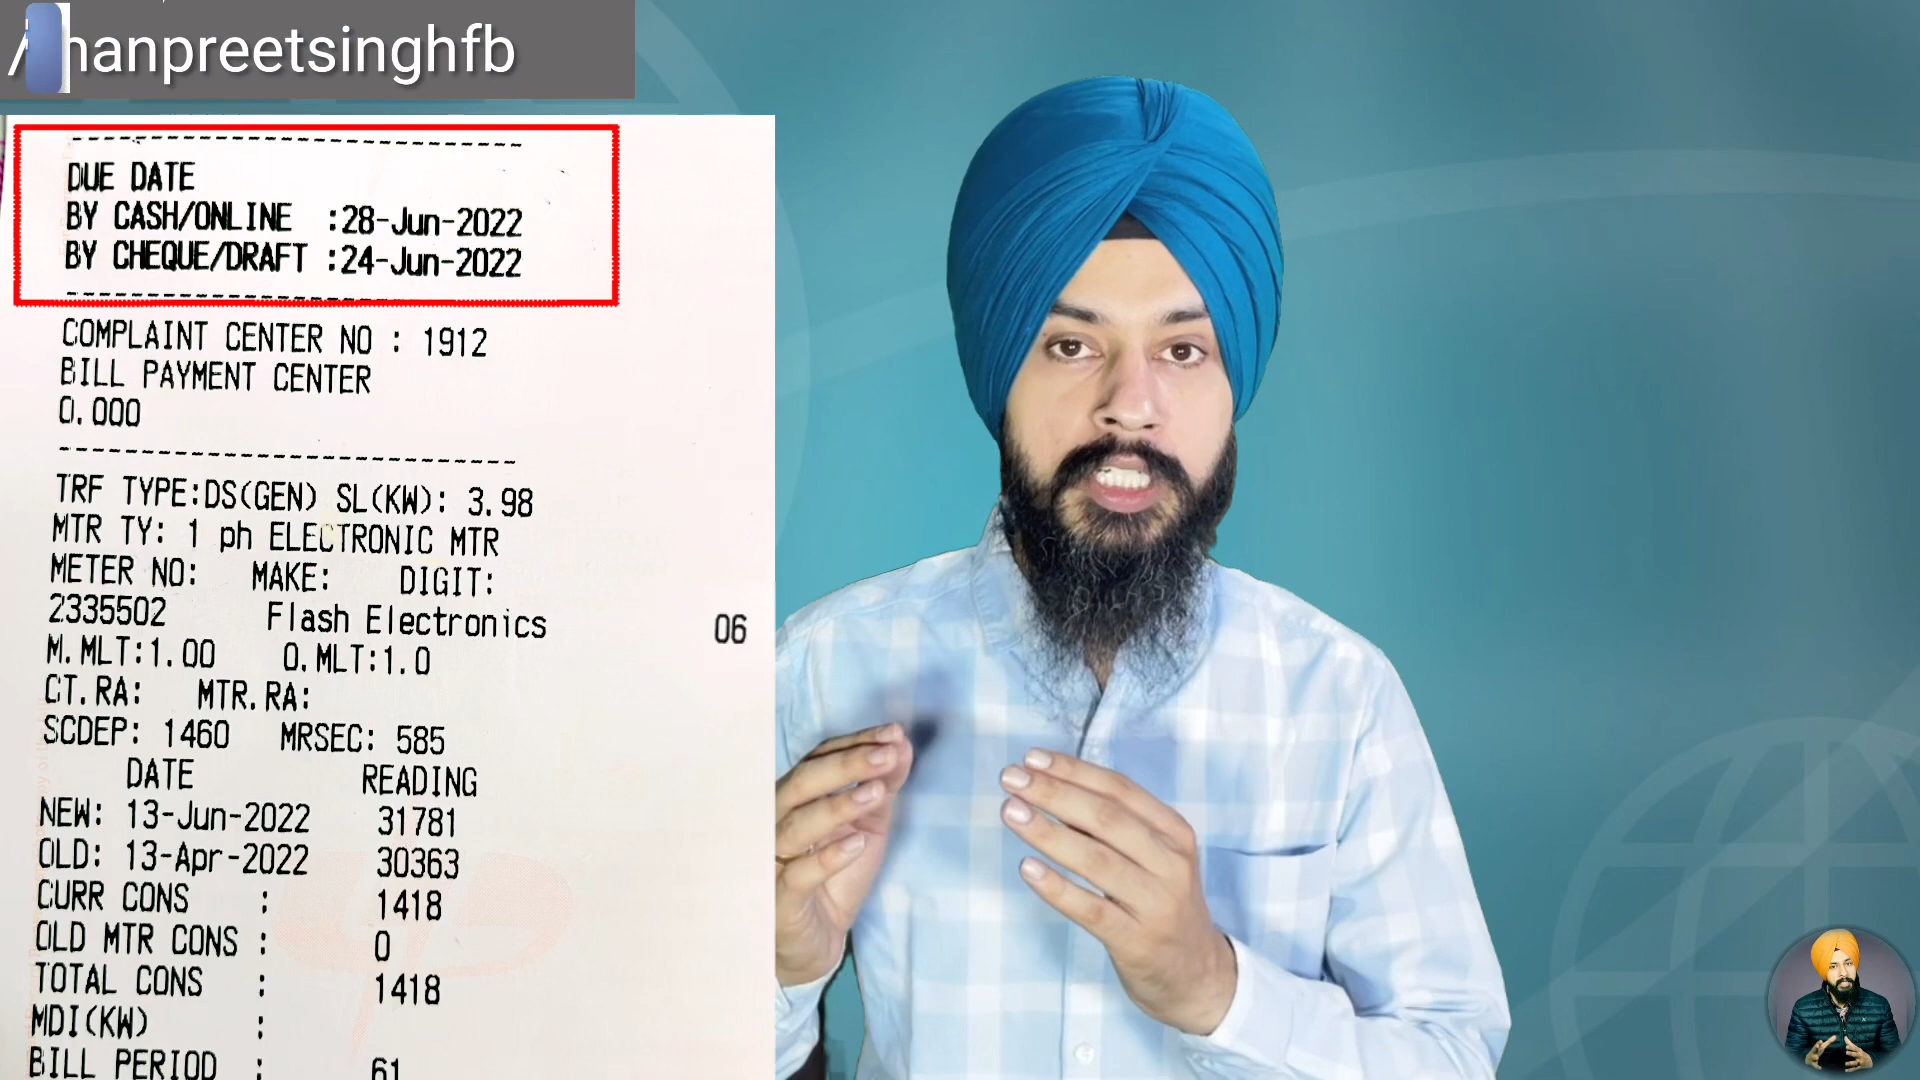 /manpreetsinghfb
DUE DATE
BY CASH/ONLINE :28-Jun-2022
BY CHEQUE/DRAFT :24-Jun-2022
COMPLAINT CENTER NO : 1912
BILL PAYMENT CENTER
0.000
TRF TYPE:DS(GEN) SL(KW): 3.98
MTR TY: 1 ph ELECTRONIC MTR
METER NO: MAKE: DIGIT:
2335502 Flash Electronics 06
M.MLT:1.00 O.MLT:1.0
CT.RA: MTR.RA:
SCDEP: 1460 MRSEC: 585
DATE READING
NEW: 13-Jun-2022 31781
OLD: 13-Apr-2022 30363
CURR CONS : 1418
OLD MTR CONS : 0
TOTAL CONS : 1418
MDI(KW) :
BILL PERIOD : 61